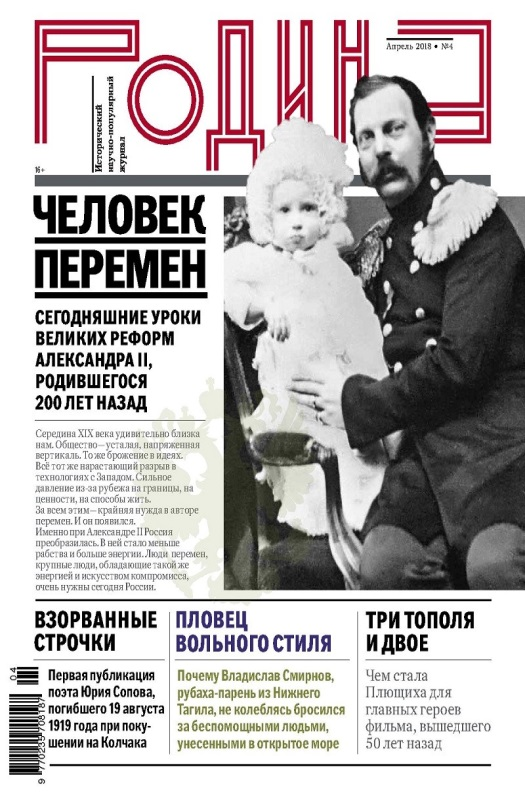 РОДИНА
Апрель 2018 • №4
Исторический
научно-популярный
журнал
16+
ЧЕЛОВЕК
ПЕРЕМЕН
СЕГОДНЯШНИЕ УРОКИ
ВЕЛИКИХ РЕФОРМ
АЛЕКСАНДРА II,
РОДИВШЕГОСЯ
200 ЛЕТ НАЗАД
Середина XIX века удивительно близка
нам. Общество – усталая, напряженная
вертикаль. То же брожение в идеях.
Всё тот же нарастающий разрыв в
технологиях с Западом. Сильное
давление из-за рубежа на границы, на
ценности, на способы жить.
За всем этим – крайняя нужда в авторе
перемен. И он появился.
Именно при Александре II Россия
преобразилась. В ней стало меньше
рабства и больше энергии. Люди перемен,
крупные люди, обладающие такой же
энергией и искусством компромисса,
очень нужны сегодня России.
ВЗОРВАННЫЕ
СТРОЧКИ
Первая публикация
поэта Юрия Сопова,
погибшего 19 августа
1919 года при поку-
шении на Колчака
ПЛОВЕЦ
ВОЛЬНОГО СТИЛЯ
Почему Владислав Смирнов,
рубаха-парень из Нижнего
Тагила, не колеблясь бросился
за беспомощными людьми,
унесенными в открытое море
ТРИ ТОПОЛЯ
И ДВОЕ
Чем стала
Плющиха для
главных героев
фильма, вышедшего
50 лет назад
04
9 770235 708187